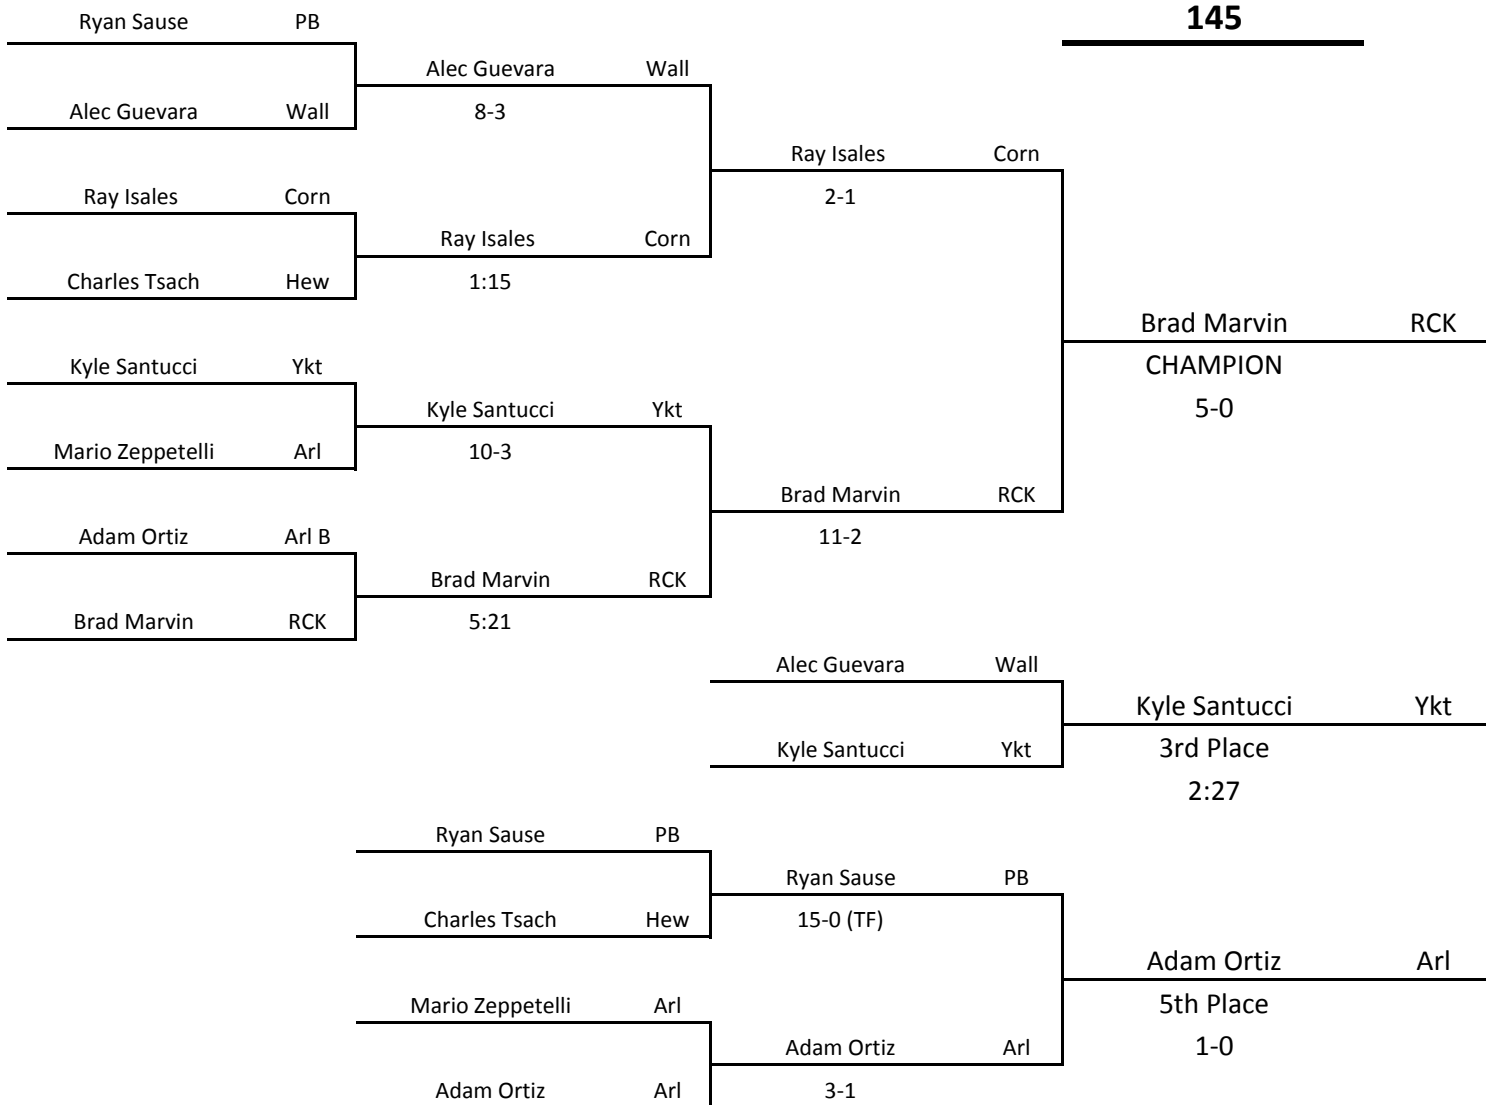 145
Ryan Sause PB
Alec Guevara Wall
Alec Guevara Wall
8-3
Ray Isales Corn
2-1
Ray Isales Corn
Ray Isales Corn
Charles Tsach Hew
1:15
Brad Marvin RCK
CHAMPION
5-0
Kyle Santucci Ykt
Kyle Santucci Ykt
Mario Zeppetelli Arl
10-3
Brad Marvin RCK
11-2
Adam Ortiz Arl B
Brad Marvin RCK
Brad Marvin RCK
5:21
Alec Guevara Wall
Kyle Santucci Ykt
Kyle Santucci Ykt
3rd Place
2:27
Ryan Sause PB
Ryan Sause PB
Charles Tsach Hew
15-0 (TF)
Adam Ortiz Arl
5th Place
1-0
Mario Zeppetelli Arl
Adam Ortiz Arl
Adam Ortiz Arl
3-1